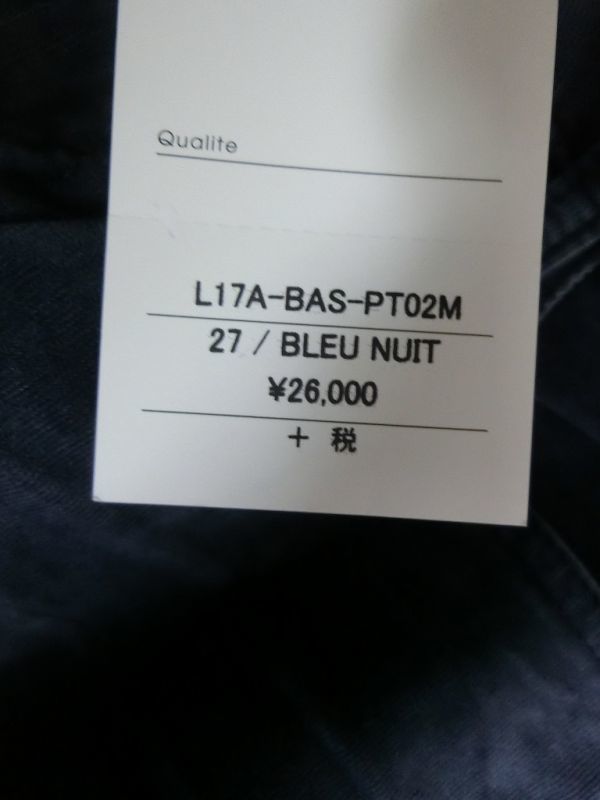 Qualite
L17A-BAS-PT02M
27 / BLEU NUIT
¥26,000
+ 税